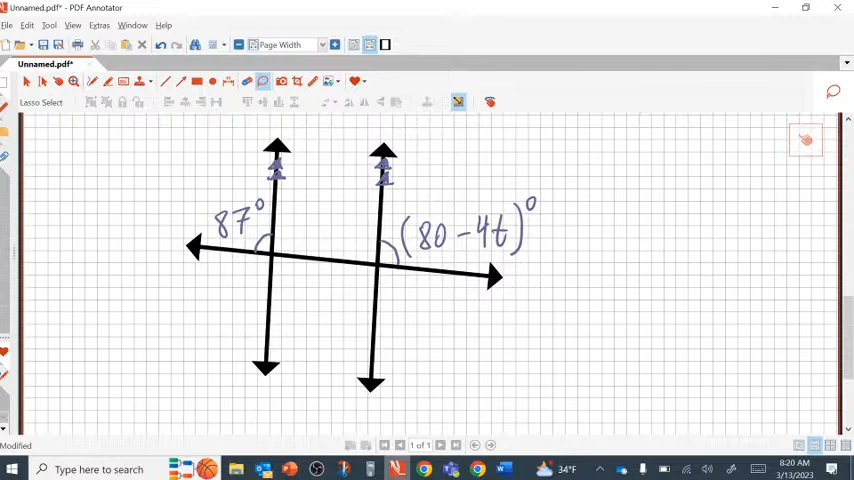 Unnamed.pdf* - PDF Annotator
File Edit View Tool Extras Window Help
Page Width
Unnamed.pdf*
Lasso Select
87°
(80-4t)°
Modified
1 of 1
Type here to search
34°F
8:20 AM
3/13/2023